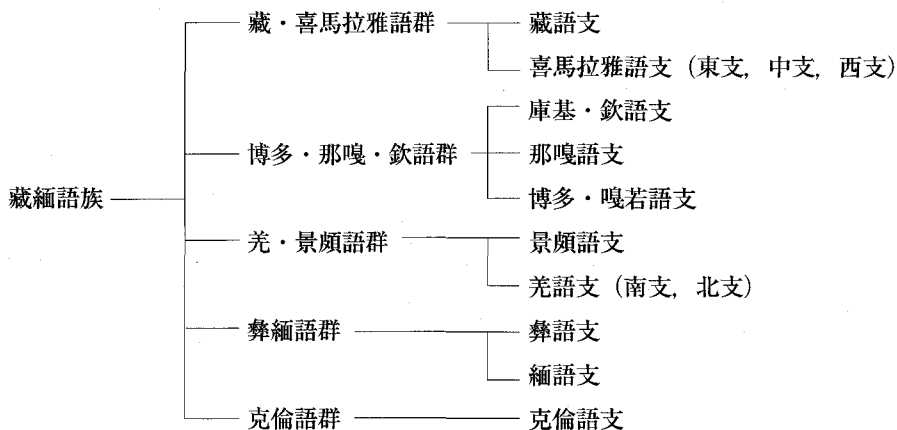 藏・喜馬拉雅語群 藏語支
喜馬拉雅語支（東支，中支，西支）
庫基・欽語支
博多・那嘎・欽語群 那嘎語支
藏緬語族 博多・嘎若語支
羌・景頗語群 景頗語支
羌語支（南支，北支）
彝緬語群 彝語支
緬語支
克倫語群 克倫語支